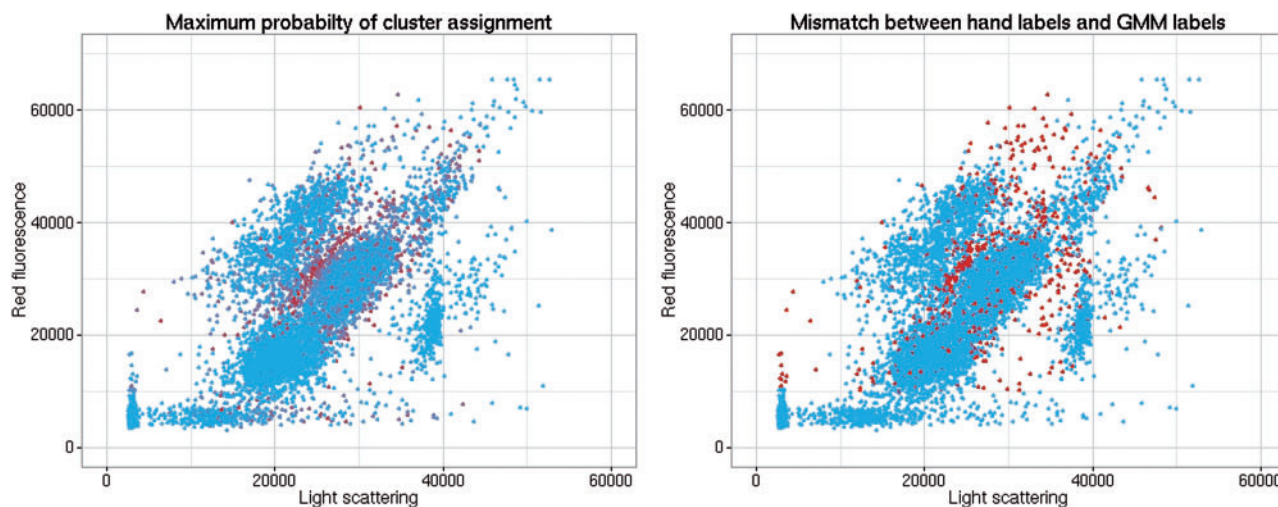 Maximum probabilty of cluster assignment
Red fluorescence
60000
40000
20000
0
0 20000 40000 60000
Light scattering
Mismatch between hand labels and GMM labels
Red fluorescence
60000
40000
20000
0
0 20000 40000 60000
Light scattering